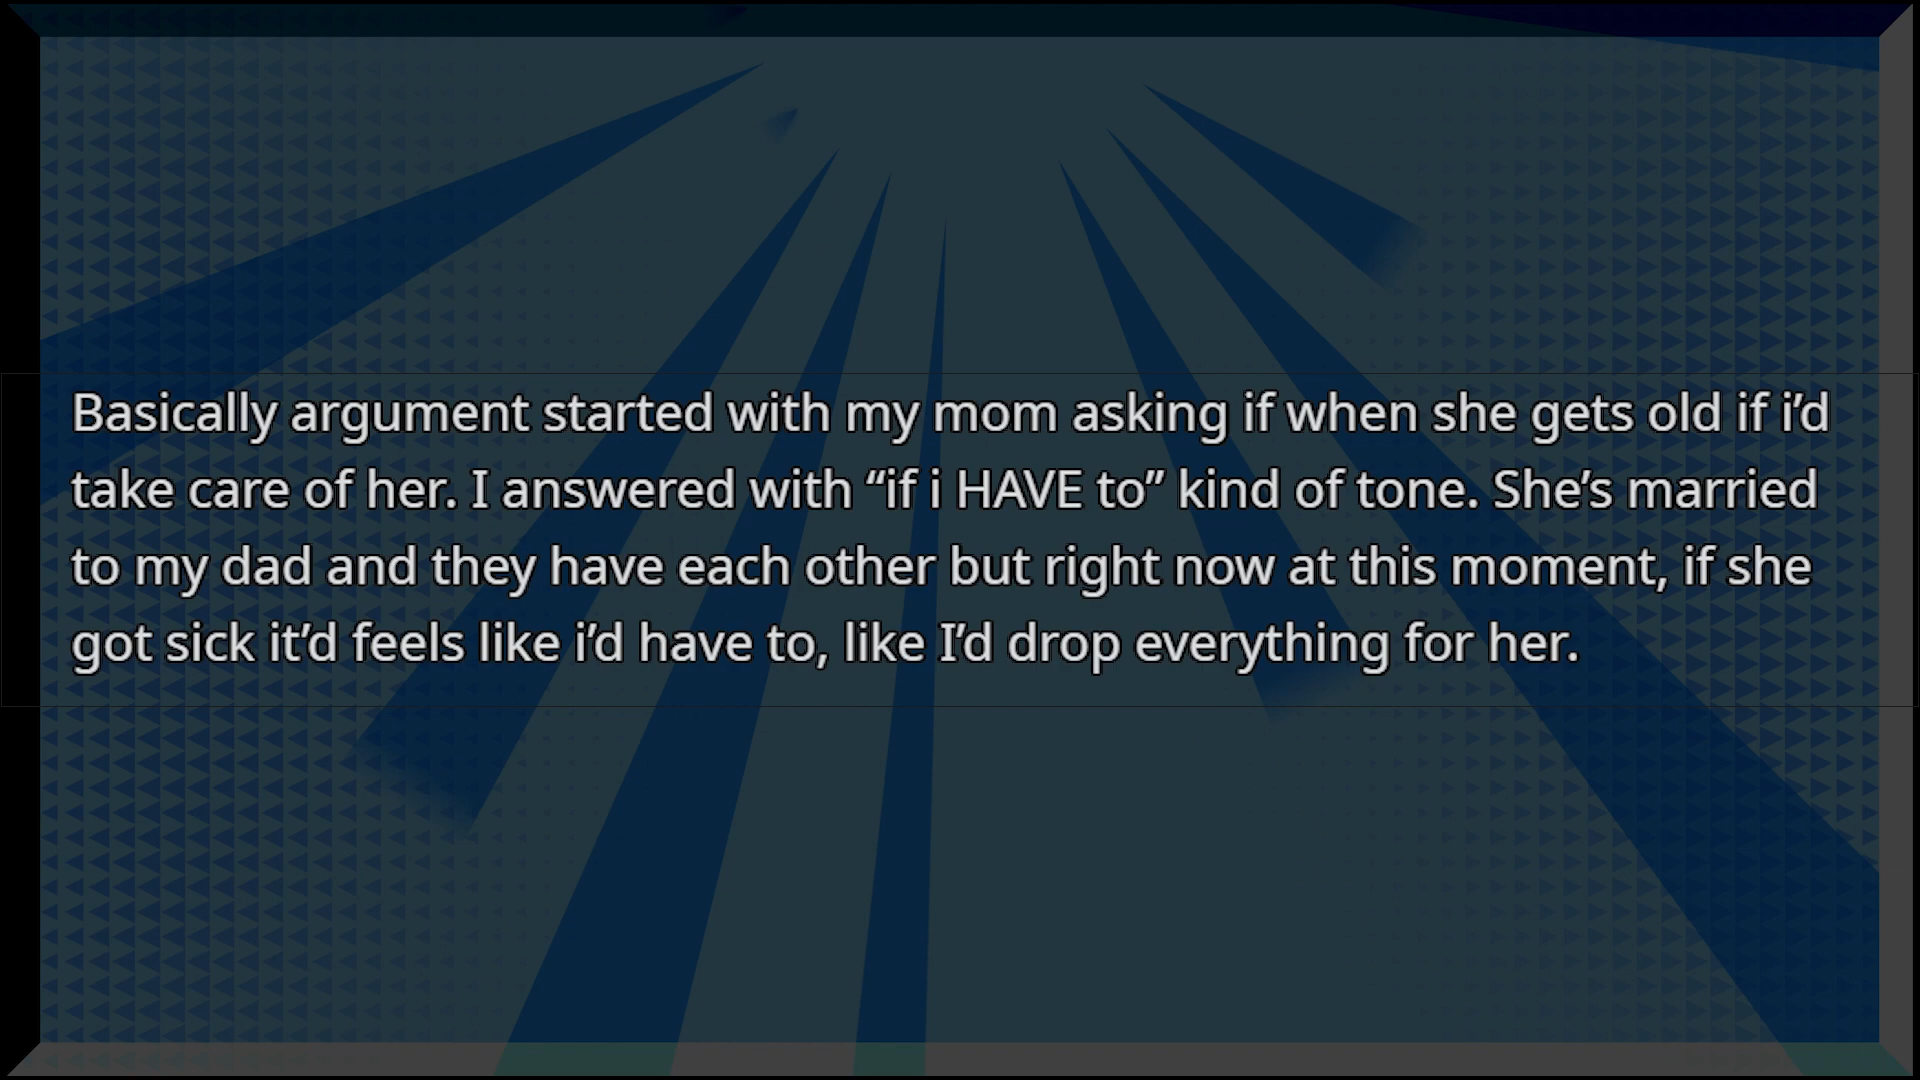 Basically argument started with my mom asking if when she gets old if i’d
take care of her. I answered with “if i HAVE to” kind of tone. She’s married
to my dad and they have each other but right now at this moment, if she
got sick it’d feels like i’d have to, like I’d drop everything for her.